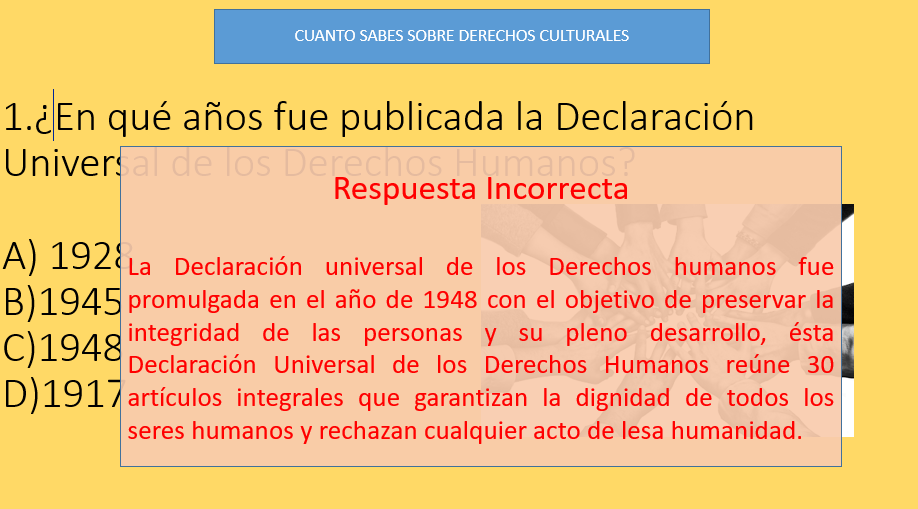 CUANTO SABES SOBRE DERECHOS CULTURALES
1.¿En qué años fue publicada la Declaración
Universal de los Derechos Humanos?
Respuesta Incorrecta
A) 1928
La Declaración universal de los Derechos humanos fue
promulgada en el año de 1948 con el objetivo de preservar la
integridad de las personas y su pleno desarrollo, ésta
Declaración Universal de los Derechos Humanos reúne 30
artículos integrales que garantizan la dignidad de todos los
seres humanos y rechazan cualquier acto de lesa humanidad.
B)1945
C)1948
D)1917